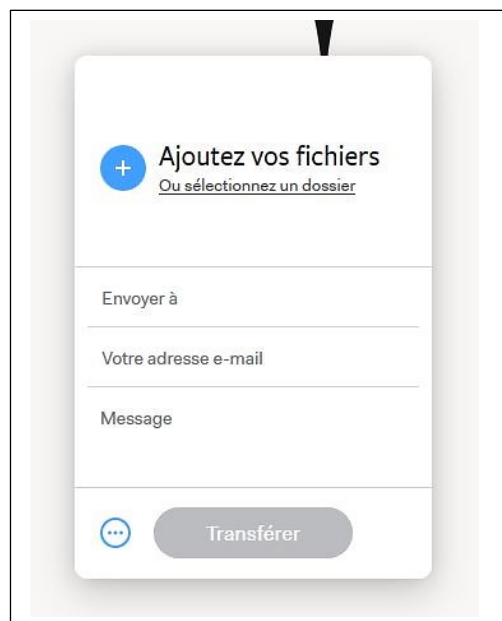 Ajoutez vos fichiers
Ou sélectionnez un dossier
Envoyer à
Votre adresse e-mail
Message
Transférer